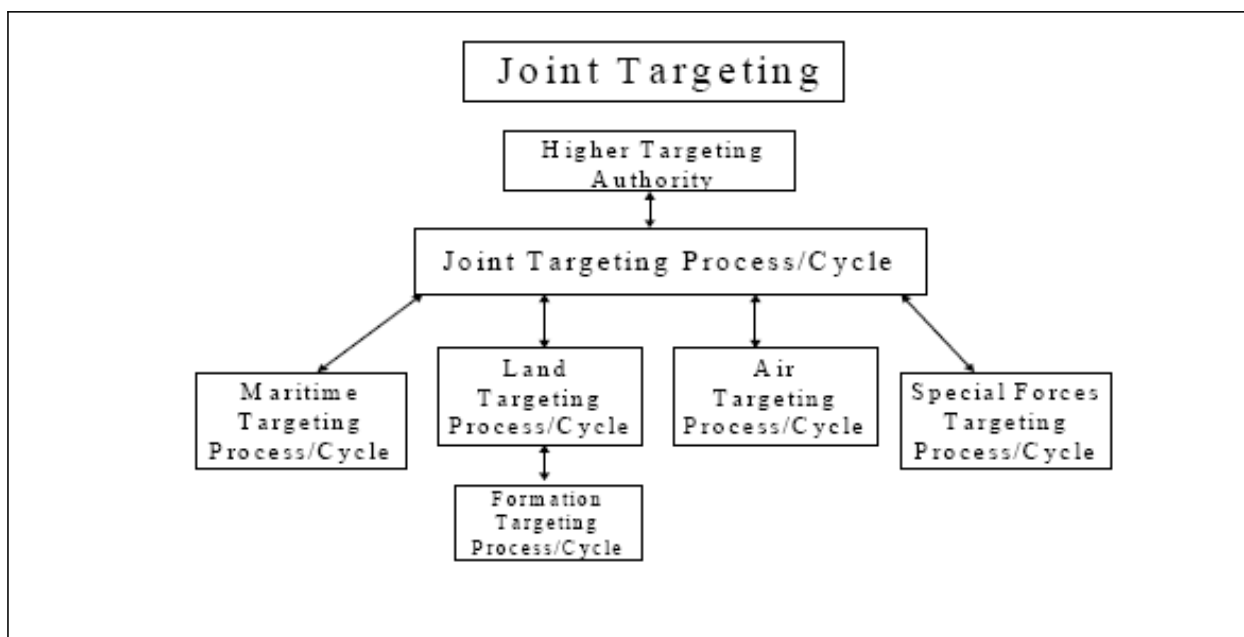 Joint Targeting
Higher Targeting
Authority
Joint Targeting Process/Cycle
Maritime
Targeting
Process/Cycle
Land
Targeting
Process/Cycle
Air
Targeting
Process/Cycle
Special Forces
Targeting
Process/Cycle
Formation
Targeting
Process/Cycle